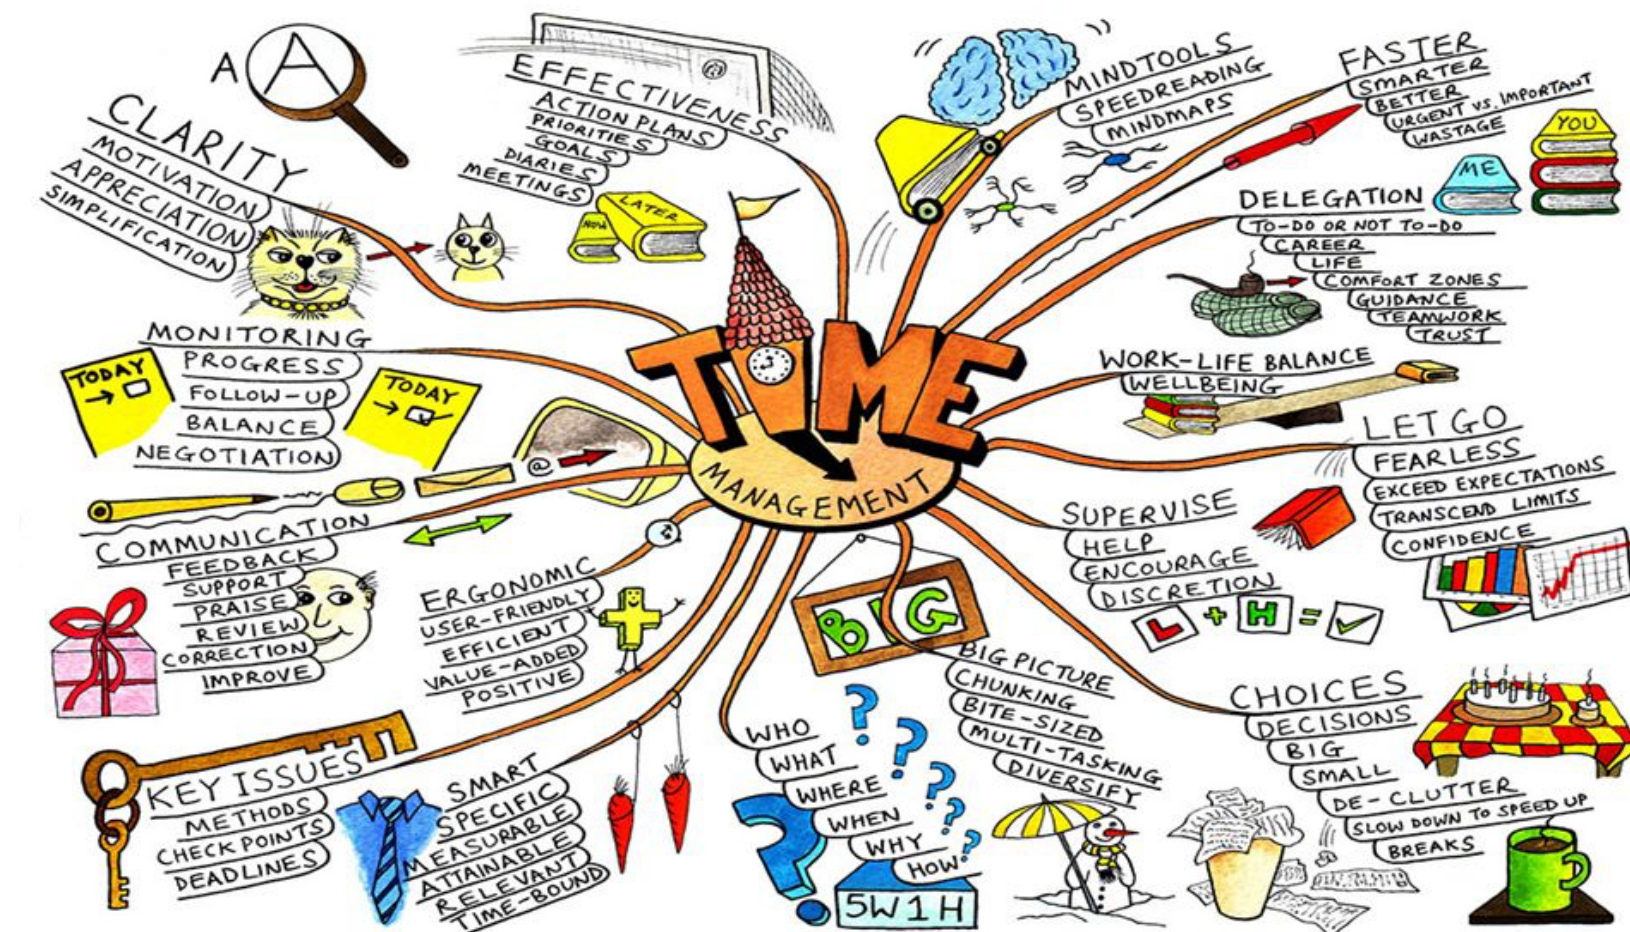 A
A
CLARITY
MOTIVATION
APPRECIATION
SIMPLIFICATION
EFFECTIVENESS
ACTION PLANS
PRIORITIES
GOALS
DIARIES
MEETINGS
NOW
LATER
MINDTOOLS
SPEEDREADING
MINDMAPS
FASTER
SMARTER
BETTER
URGENT VS. IMPORTANT
WASTAGE
YOU
ME
DELEGATION
TO-DO OR NOT TO-DO
CAREER
LIFE
COMFORT ZONES
GUIDANCE
TEAMWORK
TRUST
MONITORING
PROGRESS
FOLLOW-UP
BALANCE
NEGOTIATION
TODAY
TODAY
TIME
MANAGEMENT
WORK-LIFE BALANCE
WELLBEING
LET GO
FEARLESS
EXCEED EXPECTATIONS
TRANSCEND LIMITS
CONFIDENCE
@
COMMUNICATION
FEEDBACK
SUPPORT
PRAISE
REVIEW
CORRECTION
IMPROVE
ERGONOMIC
USER-FRIENDLY
EFFICIENT
VALUE-ADDED
POSITIVE
SUPERVISE
HELP
ENCOURAGE
DISCRETION
L + H = ✓
BIG
BIG PICTURE
CHUNKING
BITE-SIZED
MULTI-TASKING
DIVERSIFY
CHOICES
DECISIONS
BIG
SMALL
DE-CLUTTER
SLOW DOWN TO SPEED UP
BREAKS
KEY ISSUES
METHODS
CHECK POINTS
DEADLINES
SMART
SPECIFIC
MEASURABLE
ATTAINABLE
RELEVANT
TIME-BOUND
WHO
WHAT
WHERE
WHEN
WHY
HOW
? ? ? ? ? ?
5W1H